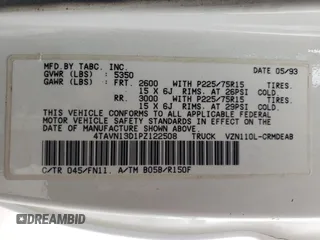 MFD.BY TABC. INC. DATE 05/93
GVWR (LBS) : 5350
GAWR (LBS) : FRT. 2600 WITH P225/75R15 TIRES.
15 X 6J RIMS. AT 26PSI COLD
RR. 3000 WITH P225/75R15 TIRES.
15 X 6J RIMS. AT 29PSI COLD
THIS VEHICLE CONFORMS TO ALL APPLICABLE FEDERAL
MOTOR VEHICLE SAFETY STANDARDS IN EFFECT ON
THE DATE OF MANUFACTURE SHOWN ABOVE.
4TAVN13D1PZ122508 TRUCK VZN110L-CRMDEAB
C/TR 045/FN11. A/TM B05B/R150F
AUTOBIDMASTER